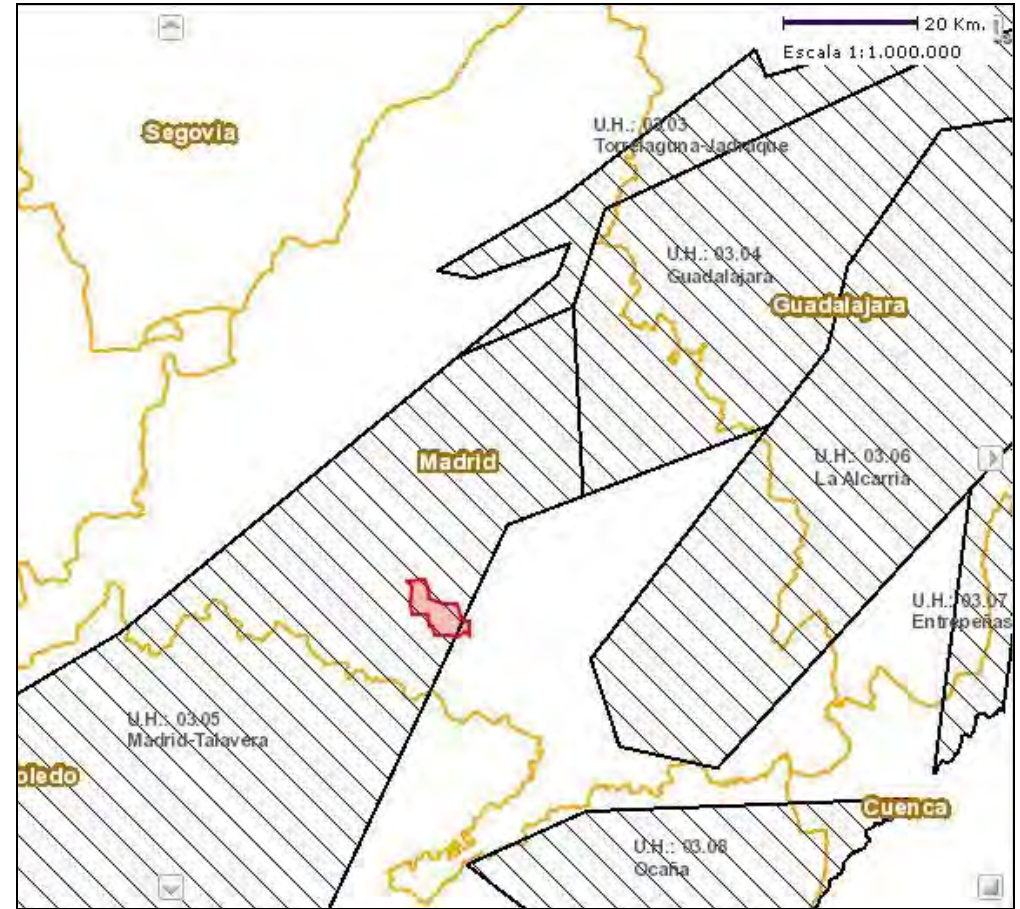 20 Km.
Escala 1:1.000.000
Segovia
U.H.: 03.03
Torrelaguna-Jadraque
U.H.: 03.04
Guadalajara
Guadalajara
Madrid
U.H.: 03.06
La Alcarria
U.H.: 03.07
Entrepeñas
U.H.: 03.05
Madrid-Talavera
oledo
Cuenca
U.H.: 03.08
Ocaña